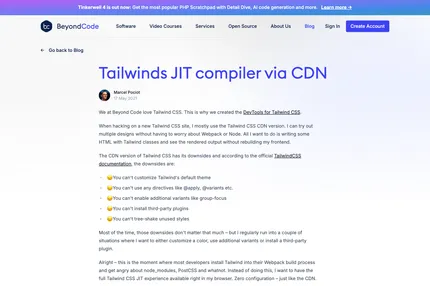 Tinkerwell 4 is out now: Get the most popular PHP Scratchpad with Detail Dive, AI code generation and more. Learn more →
BeyondCode Software Video Courses Services Open Source About Us Blog Sign In Create Account
← Go back to Blog
Tailwinds JIT compiler via CDN
Marcel Pociot
17 May 2021
We at Beyond Code love Tailwind CSS. This is why we created the DevTools for Tailwind CSS.
When hacking on a new Tailwind CSS site, I mostly use the Tailwind CSS CDN version. I can try out
multiple designs without having to worry about Webpack or Node. All I want to do is writing some
HTML with Tailwind classes and see the rendered output without rebuilding my frontend.
The CDN version of Tailwind CSS has its downsides and according to the official TailwindCSS
documentation, the downsides are:
You can't customize Tailwind's default theme
You can't use any directives like @apply, @variants etc.
You can't enable additional variants like group-focus
You can't install third-party plugins
You can't tree-shake unused styles
Most of the time, those downsides don't matter that much – but I regularly run into a couple of
situations where I want to either customize a color, use additional variants or install a third-party
plugin.
Alright – this is the moment where most developers install Tailwind into their Webpack build process
and get angry about node_modules, PostCSS and whatnot. Instead of doing this, I want to have the
full Tailwind CSS JIT experience available right in my browser. Zero configuration – just like the CDN.